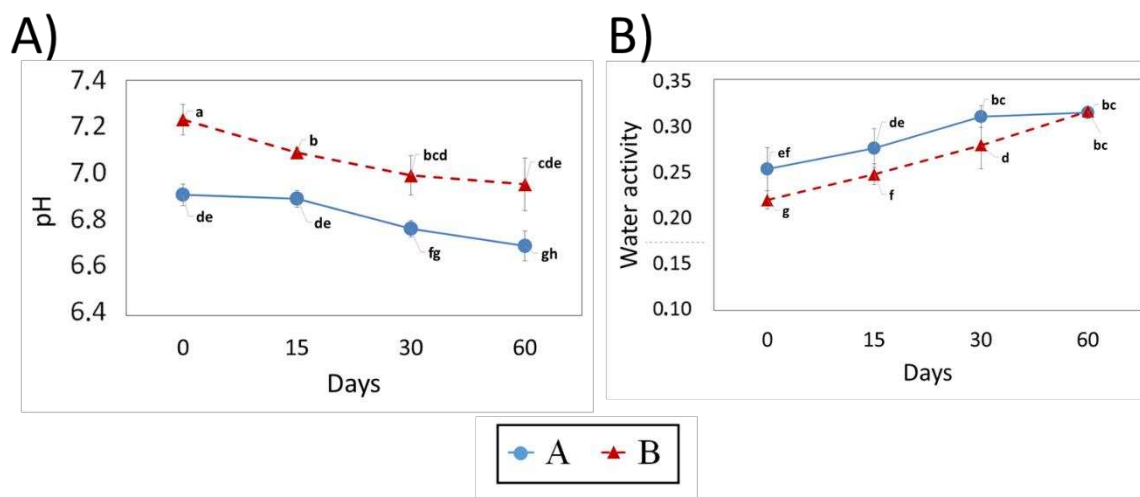 A)
7.4
7.2
7.0
6.8
6.6
6.4
pH
a
b
bcd
cde
de
de
fg
gh
0 15 30 60
Days
B)
0.35
0.30
0.25
0.20
0.15
0.10
Water activity
ef
de
bc
bc
g
f
d
bc
0 15 30 60
Days
A B